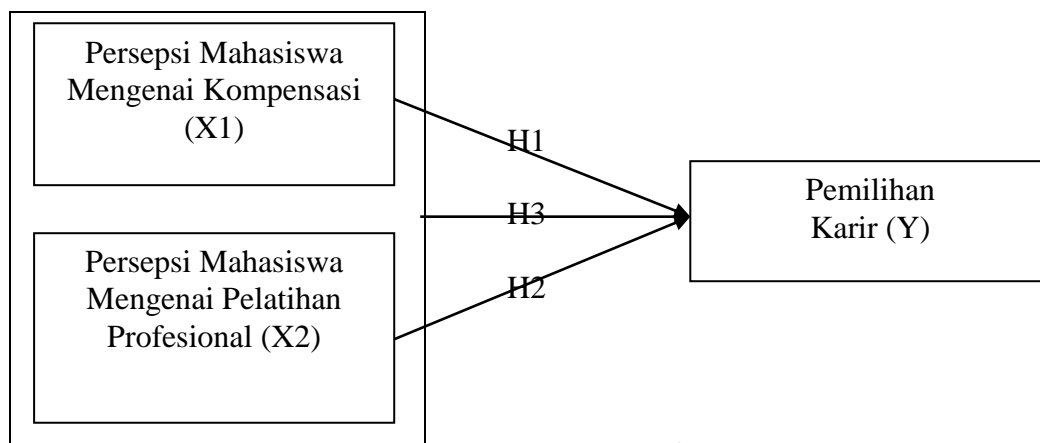 Persepsi Mahasiswa
Mengenai Kompensasi
(X1)
H1
H3
Pemilihan
Karir (Y)
Persepsi Mahasiswa
Mengenai Pelatihan
Profesional (X2)
H2